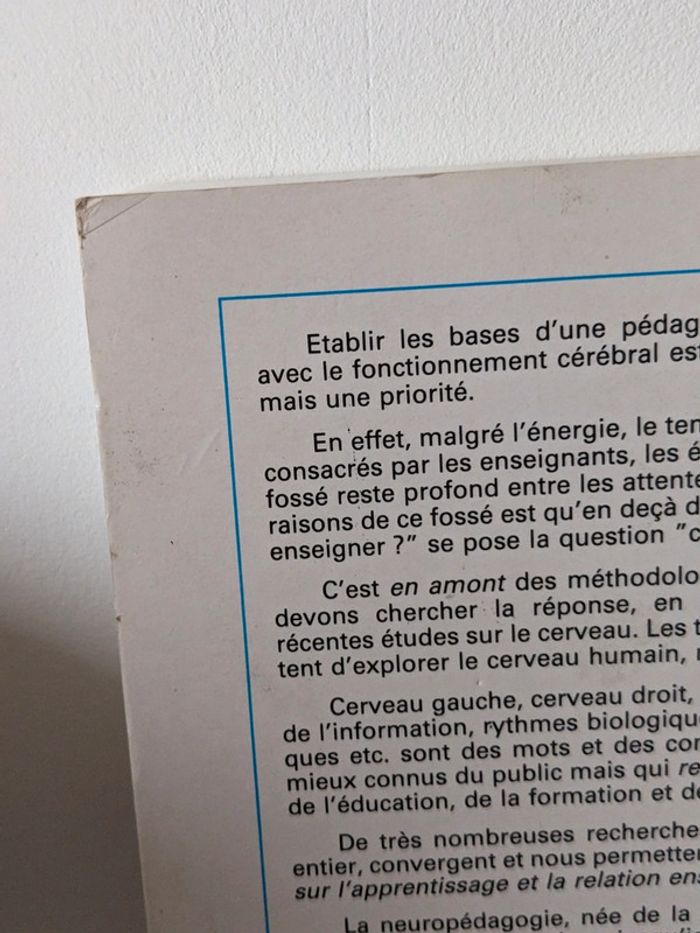 Etablir les bases d'une pédag
avec le fonctionnement cérébral est
mais une priorité.
En effet, malgré l'énergie, le ten
consacrés par les enseignants, les é
fossé reste profond entre les attente
raisons de ce fossé est qu'en deçà d
enseigner ?" se pose la question "c
C'est en amont des méthodolo
devons chercher la réponse, en
récentes études sur le cerveau. Les t
tent d'explorer le cerveau humain,
Cerveau gauche, cerveau droit,
de l'information, rythmes biologiqu
ques etc. sont des mots et des con
mieux connus du public mais qui re
de l'éducation, de la formation et de
De très nombreuses recherche
entier, convergent et nous permetten
sur l'apprentissage et la relation ens
La neuropédagogie, née de la